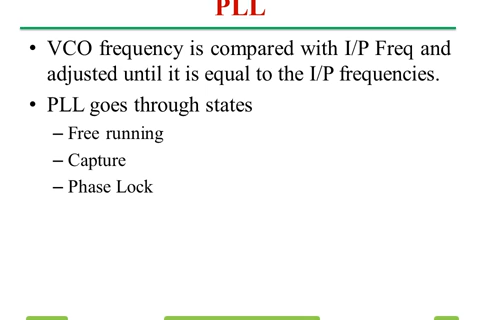 PLL
• VCO frequency is compared with I/P Freq and
adjusted until it is equal to the I/P frequencies.
• PLL goes through states
– Free running
– Capture
– Phase Lock